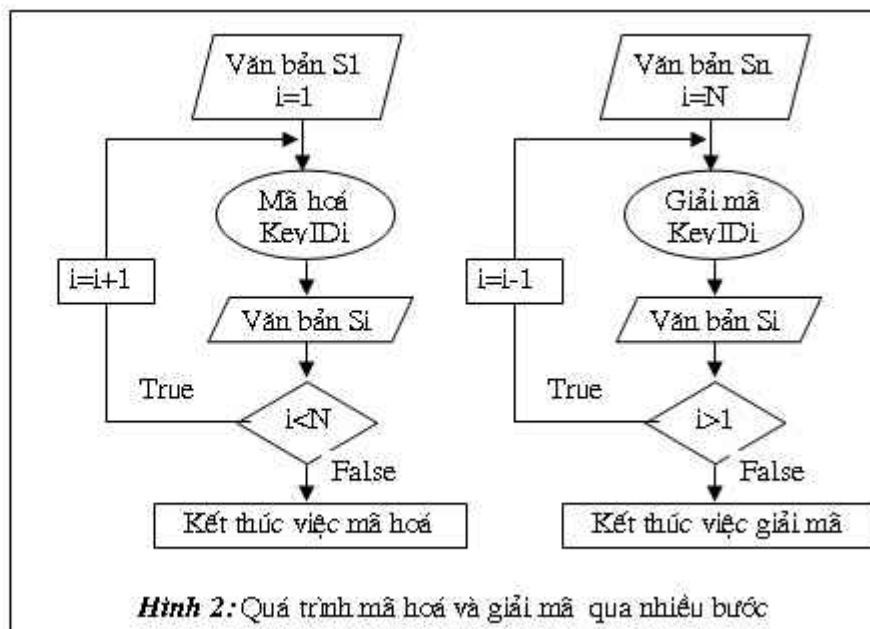 Văn bản S1
i=1
Mã hoá
KeyIDi
i=i+1
Văn bản Si
True
i<N
False
Kết thúc việc mã hoá
Văn bản Sn
i=N
Giải mã
KeyIDi
i=i-1
Văn bản Si
True
i>1
False
Kết thúc việc giải mã
Hình 2: Quá trình mã hoá và giải mã qua nhiều bước